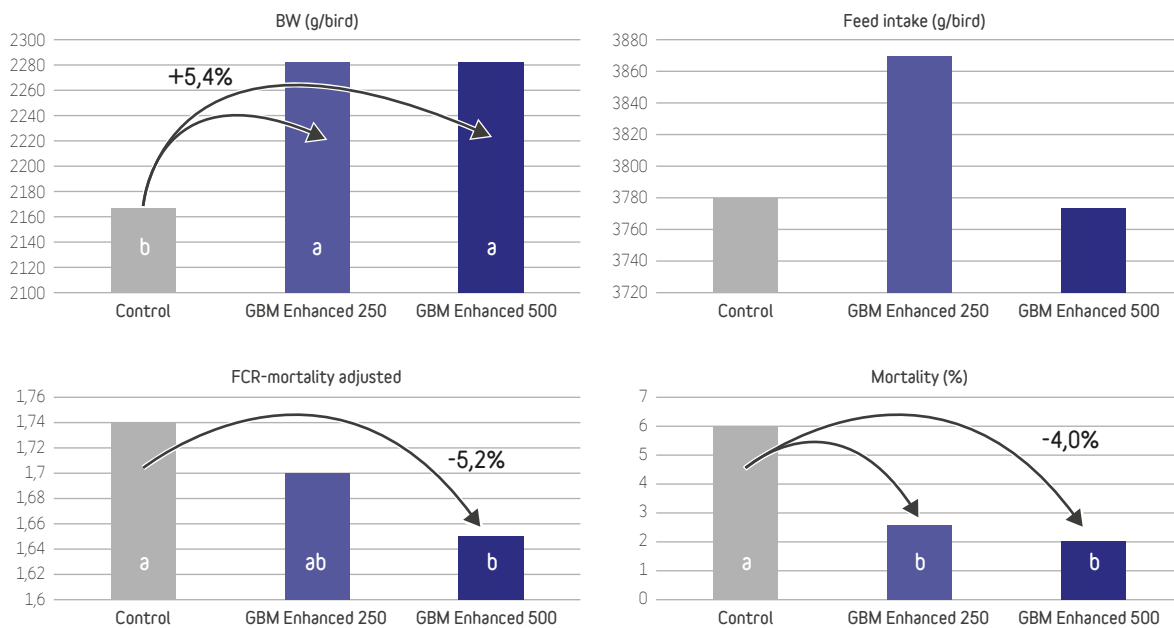 BW (g/bird)
2300
2280
2260
2240
2220
2200
2180
2160
2140
2120
2100
+5,4%
b
a
a
Control
GBM Enhanced 250
GBM Enhanced 500
Feed intake (g/bird)
3880
3860
3840
3820
3800
3780
3760
3740
3720
Control
GBM Enhanced 250
GBM Enhanced 500
FCR-mortality adjusted
1,76
1,74
1,72
1,7
1,68
1,66
1,64
1,62
1,6
-5,2%
a
ab
b
Control
GBM Enhanced 250
GBM Enhanced 500
Mortality (%)
7
6
5
4
3
2
1
0
-4,0%
a
b
b
Control
GBM Enhanced 250
GBM Enhanced 500